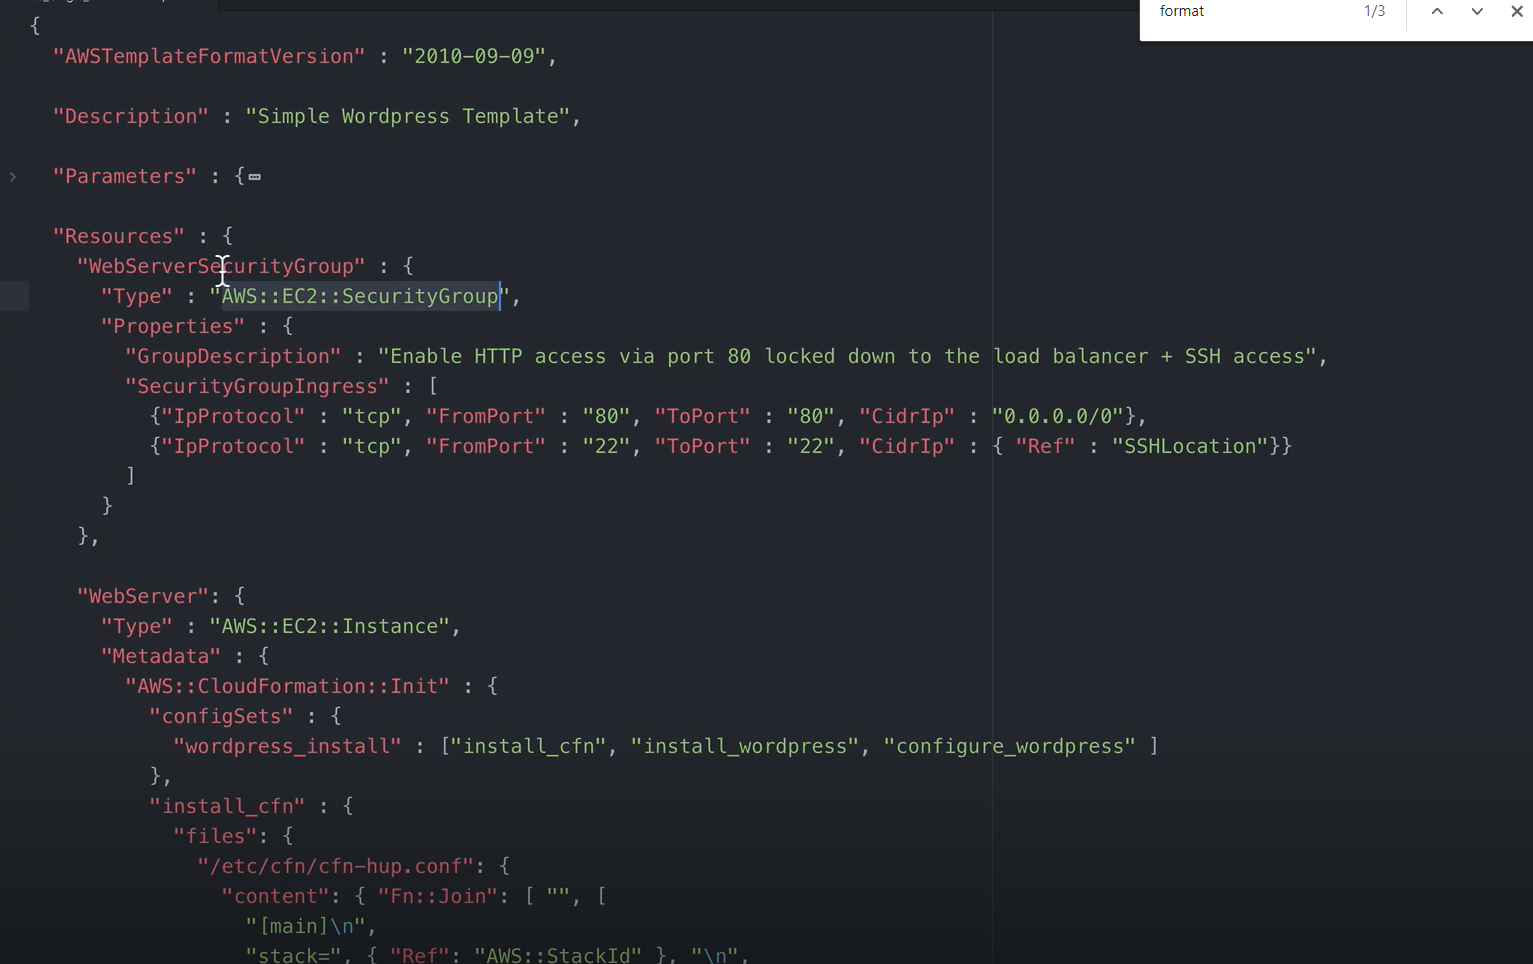 format 1/3
{
"AWSTemplateFormatVersion" : "2010-09-09",
"Description" : "Simple Wordpress Template",
"Parameters" : {
"Resources" : {
"WebServerSecurityGroup" : {
"Type" : "AWS::EC2::SecurityGroup",
"Properties" : {
"GroupDescription" : "Enable HTTP access via port 80 locked down to the load balancer + SSH access",
"SecurityGroupIngress" : [
{"IpProtocol" : "tcp", "FromPort" : "80", "ToPort" : "80", "CidrIp" : "0.0.0.0/0"},
{"IpProtocol" : "tcp", "FromPort" : "22", "ToPort" : "22", "CidrIp" : { "Ref" : "SSHLocation"}}
]
}
},
"WebServer": {
"Type" : "AWS::EC2::Instance",
"Metadata" : {
"AWS::CloudFormation::Init" : {
"configSets" : {
"wordpress_install" : ["install_cfn", "install_wordpress", "configure_wordpress" ]
},
"install_cfn" : {
"files": {
"/etc/cfn/cfn-hup.conf": {
"content": { "Fn::Join": [ "", [
"[main]\n",
"stack=", { "Ref": "AWS::StackId" }, "\n",